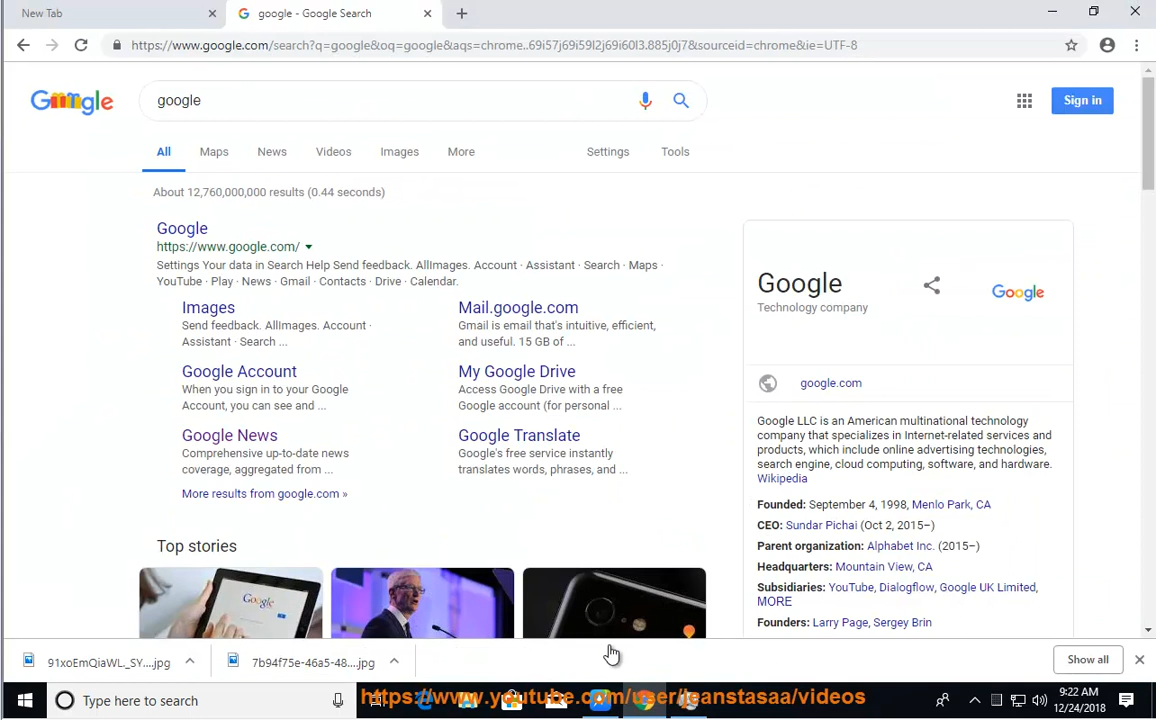 New Tab
google - Google Search
https://www.google.com/search?q=google&oq=google&aqs=chrome..69i57j69i59l2j69i60l3.885j0j7&sourceid=chrome&ie=UTF-8
Google
google
Sign in
All
Maps
News
Videos
Images
More
Settings
Tools
About 12,760,000,000 results (0.44 seconds)
Google
https://www.google.com/
Settings Your data in Search Help Send feedback. AllImages. Account · Assistant · Search · Maps ·
YouTube · Play · News · Gmail · Contacts · Drive · Calendar.
Images
Send feedback. AllImages. Account ·
Assistant · Search ...
Mail.google.com
Gmail is email that's intuitive, efficient,
and useful. 15 GB of ...
Google Account
When you sign in to your Google
Account, you can see and ...
My Google Drive
Access Google Drive with a free
Google account (for personal ...
Google News
Comprehensive up-to-date news
coverage, aggregated from ...
Google Translate
Google's free service instantly
translates words, phrases, and ...
More results from google.com »
Top stories
Google
Google
Technology company
Google
google.com
Google LLC is an American multinational technology
company that specializes in Internet-related services and
products, which include online advertising technologies,
search engine, cloud computing, software, and hardware.
Wikipedia
Founded: September 4, 1998, Menlo Park, CA
CEO: Sundar Pichai (Oct 2, 2015–)
Parent organization: Alphabet Inc. (2015–)
Headquarters: Mountain View, CA
Subsidiaries: YouTube, Dialogflow, Google UK Limited,
MORE
Founders: Larry Page, Sergey Brin
91xoEmQiaWL._SY....jpg
7b94f75e-46a5-48....jpg
Show all
Type here to search
https://www.youtube.com/user/jeanstasaa/videos
9:22 AM
12/24/2018